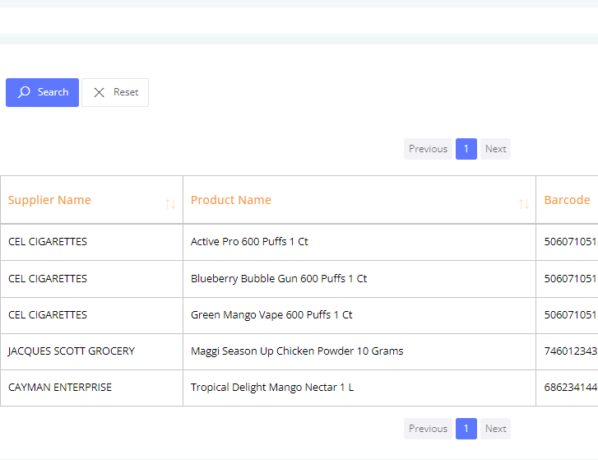 Search Reset
Previous 1 Next
Supplier Name Product Name Barcode
CEL CIGARETTES Active Pro 600 Puffs 1 Ct 506071051
CEL CIGARETTES Blueberry Bubble Gun 600 Puffs 1 Ct 506071051
CEL CIGARETTES Green Mango Vape 600 Puffs 1 Ct 506071051
JACQUES SCOTT GROCERY Maggi Season Up Chicken Powder 10 Grams 746012343
CAYMAN ENTERPRISE Tropical Delight Mango Nectar 1 L 686234144
Previous 1 Next